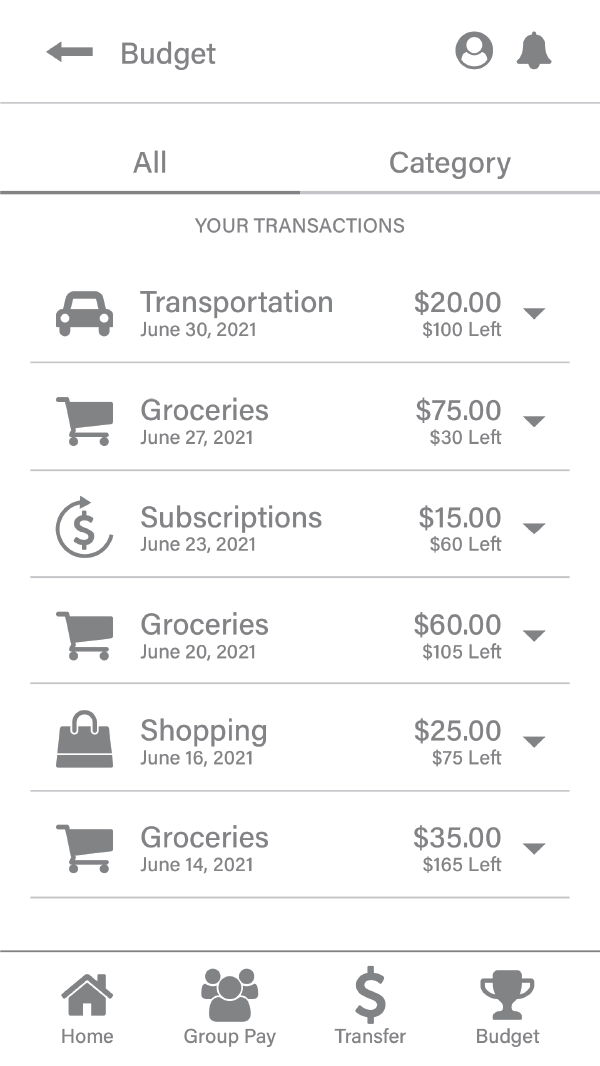 Budget
All Category
YOUR TRANSACTIONS
Transportation $20.00
June 30, 2021 $100 Left
Groceries $75.00
June 27, 2021 $30 Left
Subscriptions $15.00
June 23, 2021 $60 Left
Groceries $60.00
June 20, 2021 $105 Left
Shopping $25.00
June 16, 2021 $75 Left
Groceries $35.00
June 14, 2021 $165 Left
Home Group Pay Transfer Budget